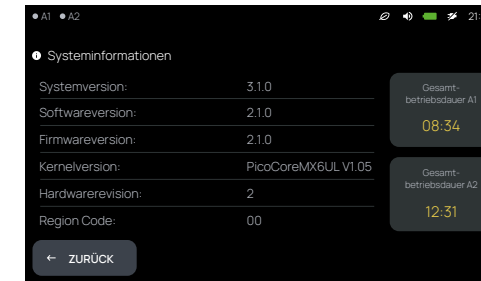 A1 A2 21:
Systeminformationen
Systemversion: 3.1.0
Softwareversion: 2.1.0
Firmwareversion: 2.1.0
Kernelversion: PicoCoreMX6UL V1.05
Hardwarerevision: 2
Region Code: 00
Gesamt-
betriebsdauer A1
08:34
Gesamt-
betriebsdauer A2
12:31
← ZURÜCK